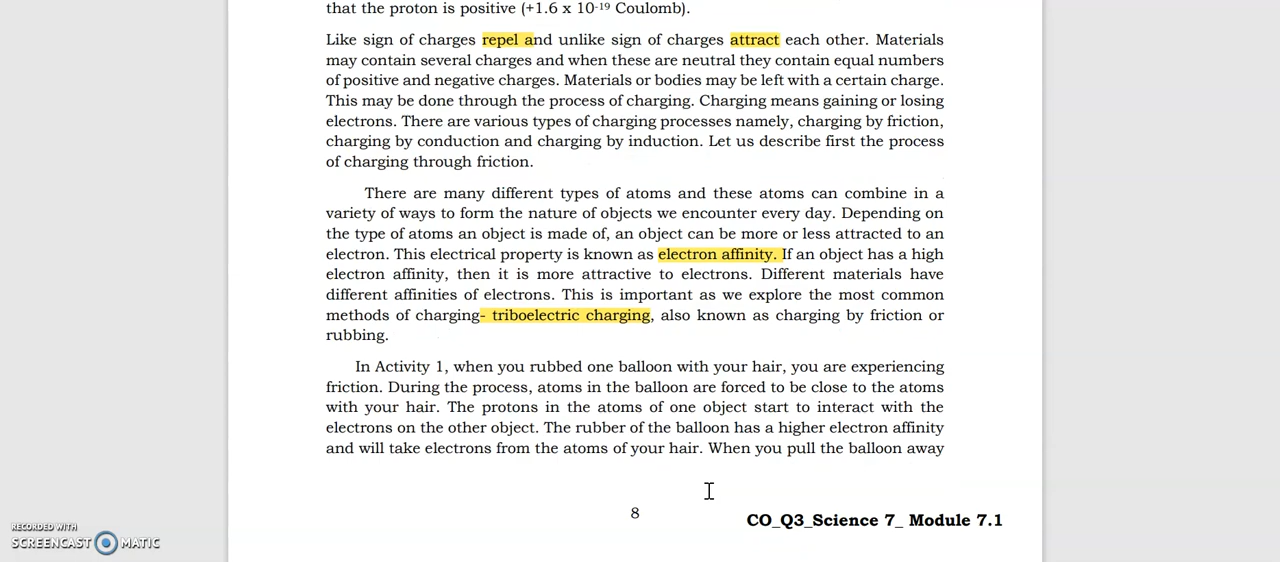 that the proton is positive (+1.6 x 10-19 Coulomb).
Like sign of charges repel and unlike sign of charges attract each other. Materials
may contain several charges and when these are neutral they contain equal numbers
of positive and negative charges. Materials or bodies may be left with a certain charge.
This may be done through the process of charging. Charging means gaining or losing
electrons. There are various types of charging processes namely, charging by friction,
charging by conduction and charging by induction. Let us describe first the process
of charging through friction.
There are many different types of atoms and these atoms can combine in a
variety of ways to form the nature of objects we encounter every day. Depending on
the type of atoms an object is made of, an object can be more or less attracted to an
electron. This electrical property is known as electron affinity. If an object has a high
electron affinity, then it is more attractive to electrons. Different materials have
different affinities of electrons. This is important as we explore the most common
methods of charging- triboelectric charging, also known as charging by friction or
rubbing.
In Activity 1, when you rubbed one balloon with your hair, you are experiencing
friction. During the process, atoms in the balloon are forced to be close to the atoms
with your hair. The protons in the atoms of one object start to interact with the
electrons on the other object. The rubber of the balloon has a higher electron affinity
and will take electrons from the atoms of your hair. When you pull the balloon away
8
CO_Q3_Science 7_ Module 7.1
RECORDED WITH
SCREENCAST MATIC